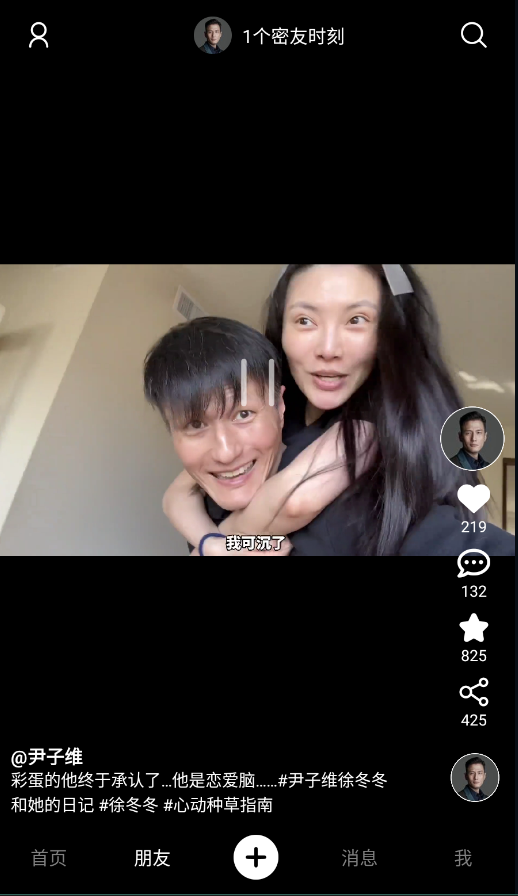 1个密友时刻
我可沉了
219
132
825
425
@尹子维
彩蛋的他终于承认了...他是恋爱脑......#尹子维徐冬冬
和她的日记 #徐冬冬 #心动种草指南
首页 朋友 消息 我